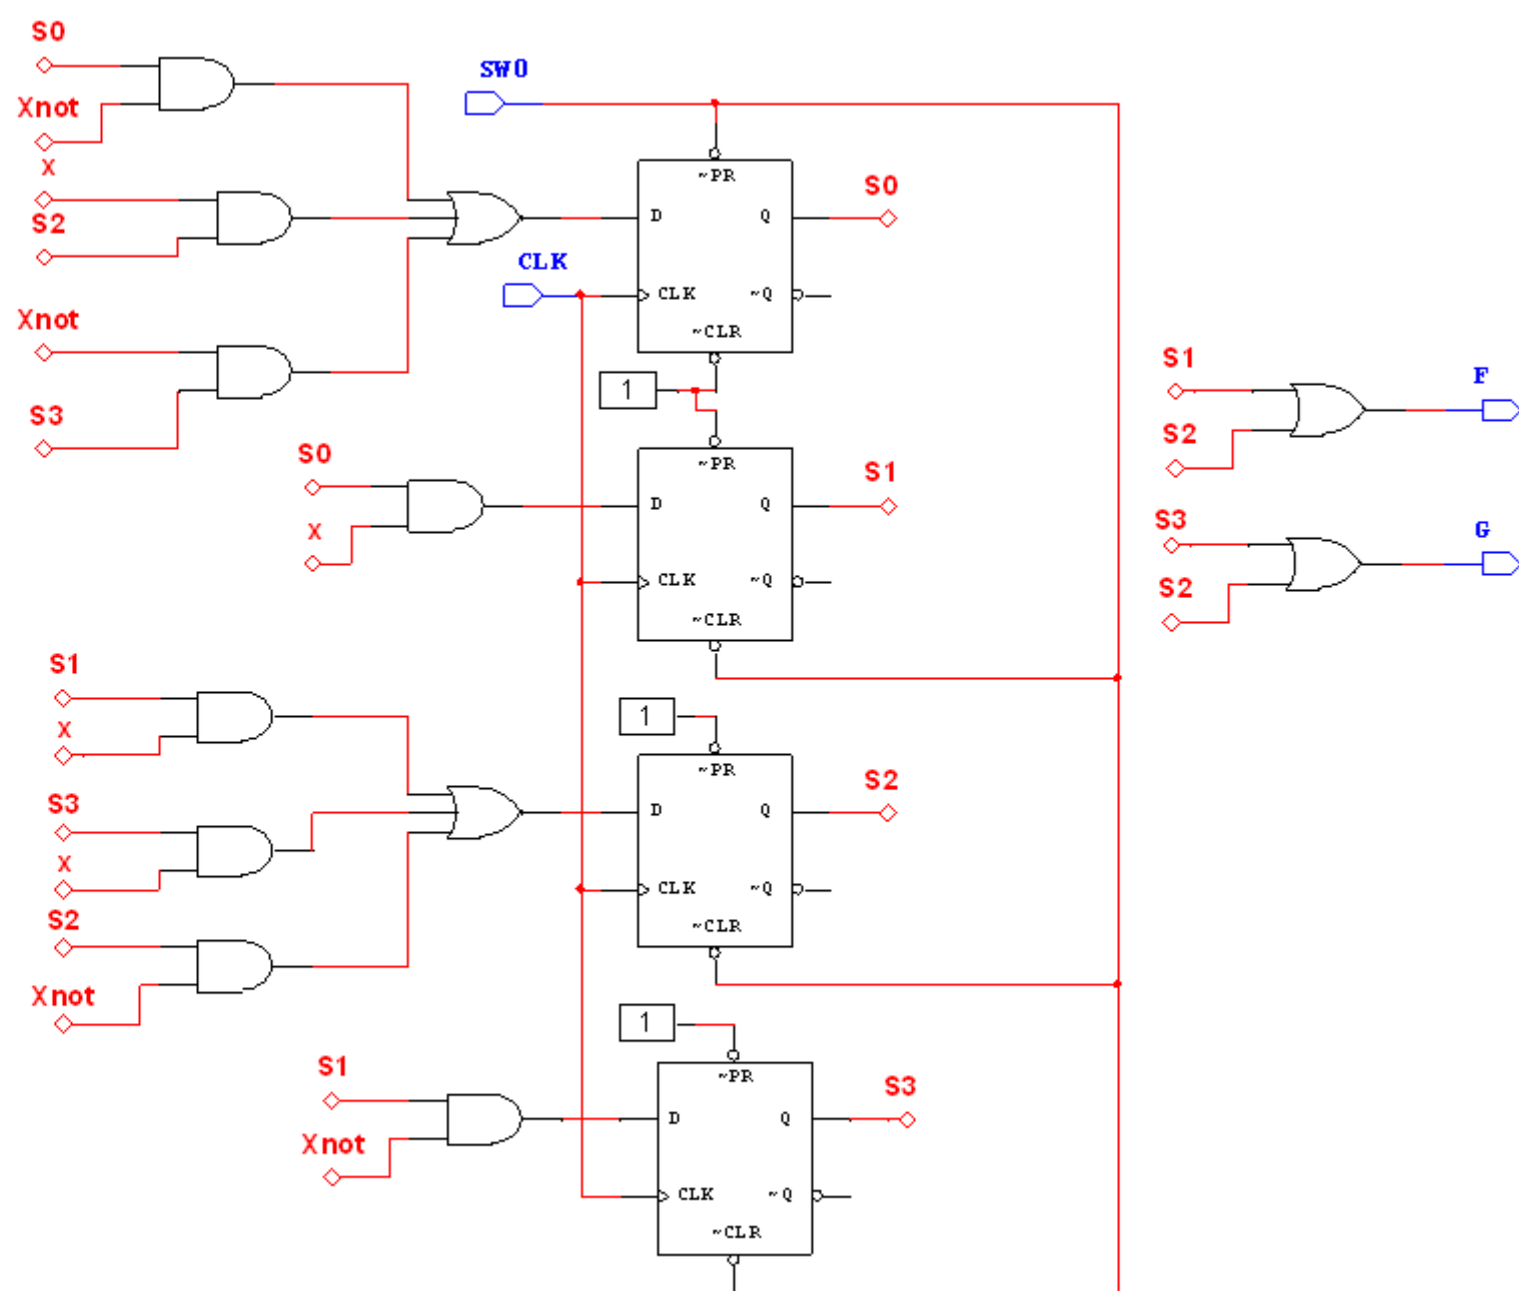 S0
Xnot
X
S2
Xnot
S3
SW0
~PR
D
Q
S0
CLK
CLK
~Q
~CLR
1
S0
X
~PR
D
Q
S1
CLK
~Q
~CLR
S1
F
S2
S3
G
S2
S1
X
S3
X
S2
Xnot
1
~PR
D
Q
S2
CLK
~Q
~CLR
1
S1
Xnot
~PR
D
Q
S3
CLK
~Q
~CLR